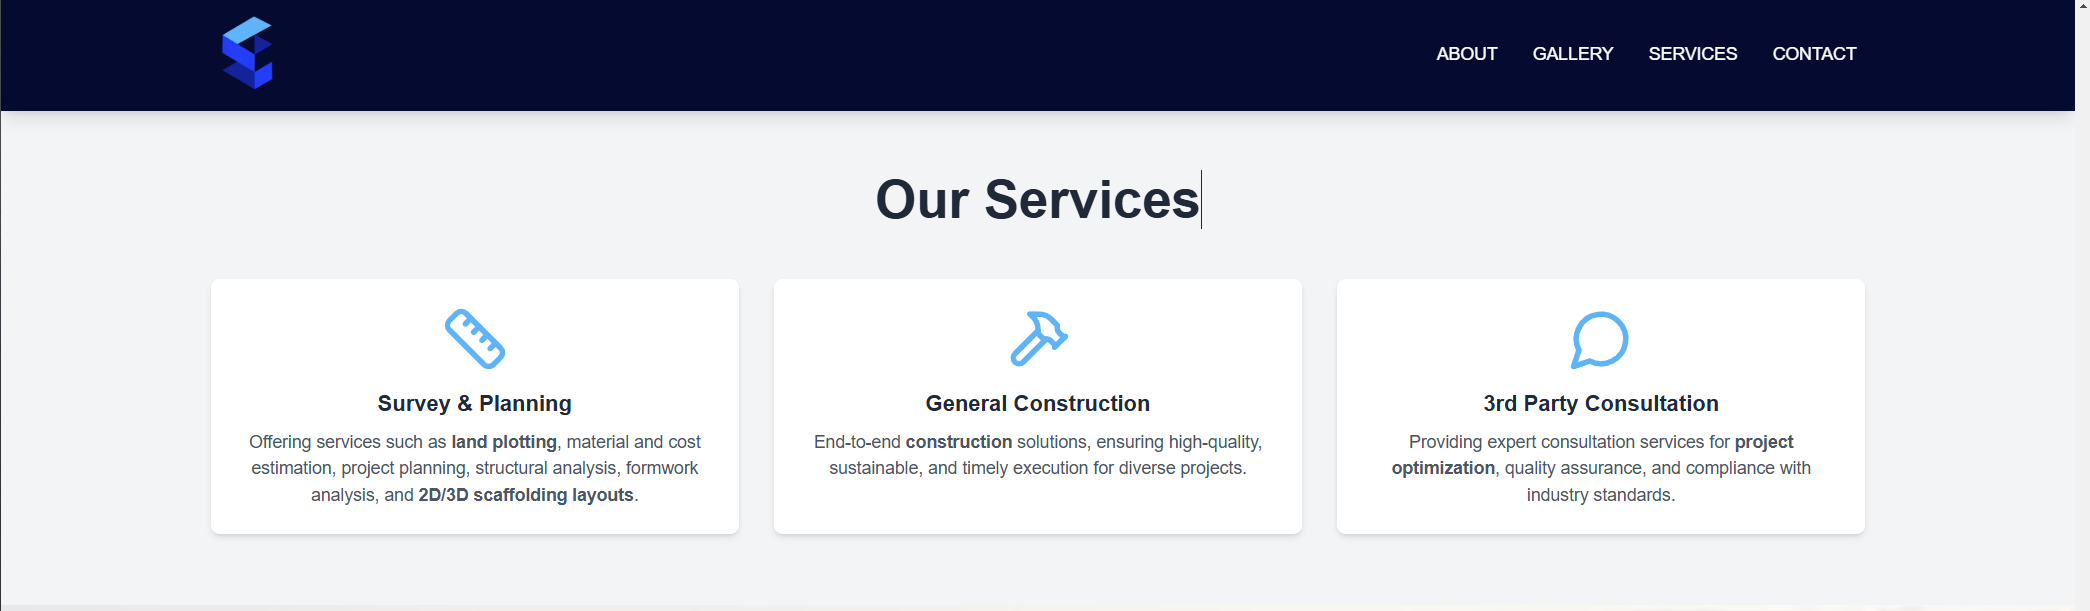 ABOUT GALLERY SERVICES CONTACT
Our Services
Survey & Planning
Offering services such as land plotting, material and cost
estimation, project planning, structural analysis, formwork
analysis, and 2D/3D scaffolding layouts.
General Construction
End-to-end construction solutions, ensuring high-quality,
sustainable, and timely execution for diverse projects.
3rd Party Consultation
Providing expert consultation services for project
optimization, quality assurance, and compliance with
industry standards.